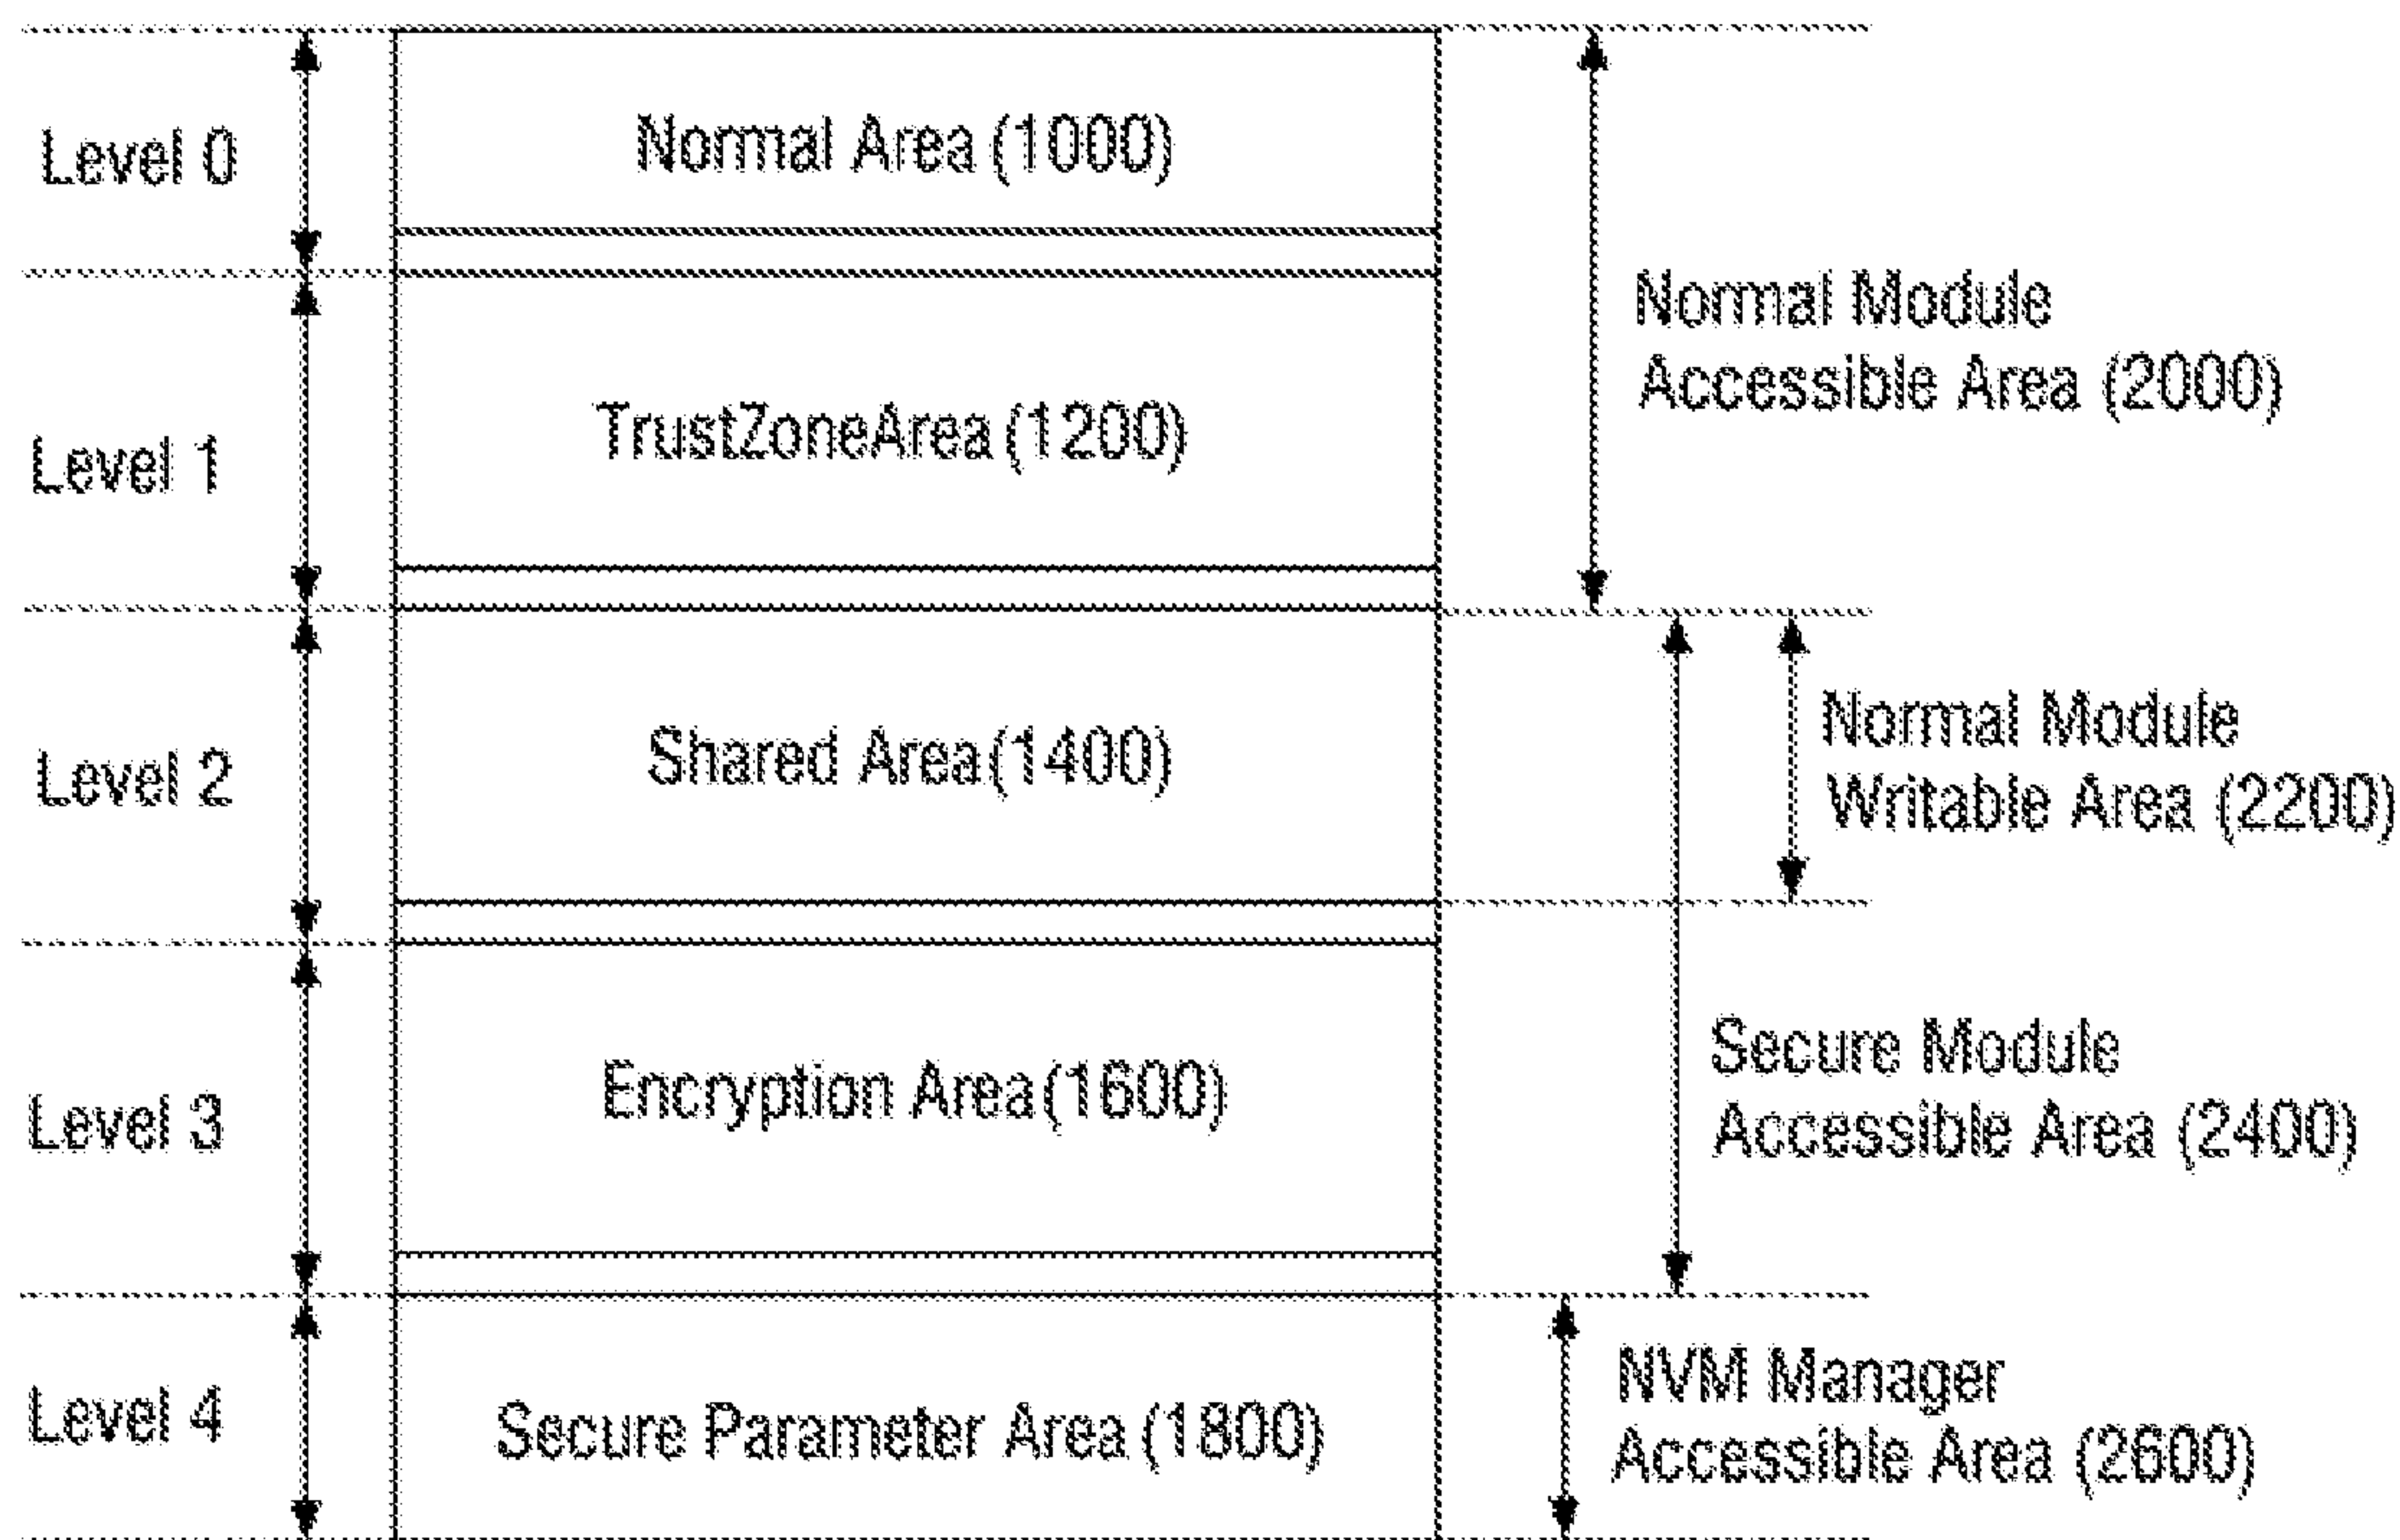 Level 0
Normal Area (1000)
Level 1
TrustZoneArea (1200)
Normal Module
Accessible Area (2000)
Level 2
Shared Area (1400)
Normal Module
Writable Area (2200)
Level 3
Encryption Area (1600)
Secure Module
Accessible Area (2400)
Level 4
Secure Parameter Area (1800)
NVM Manager
Accessible Area (2600)